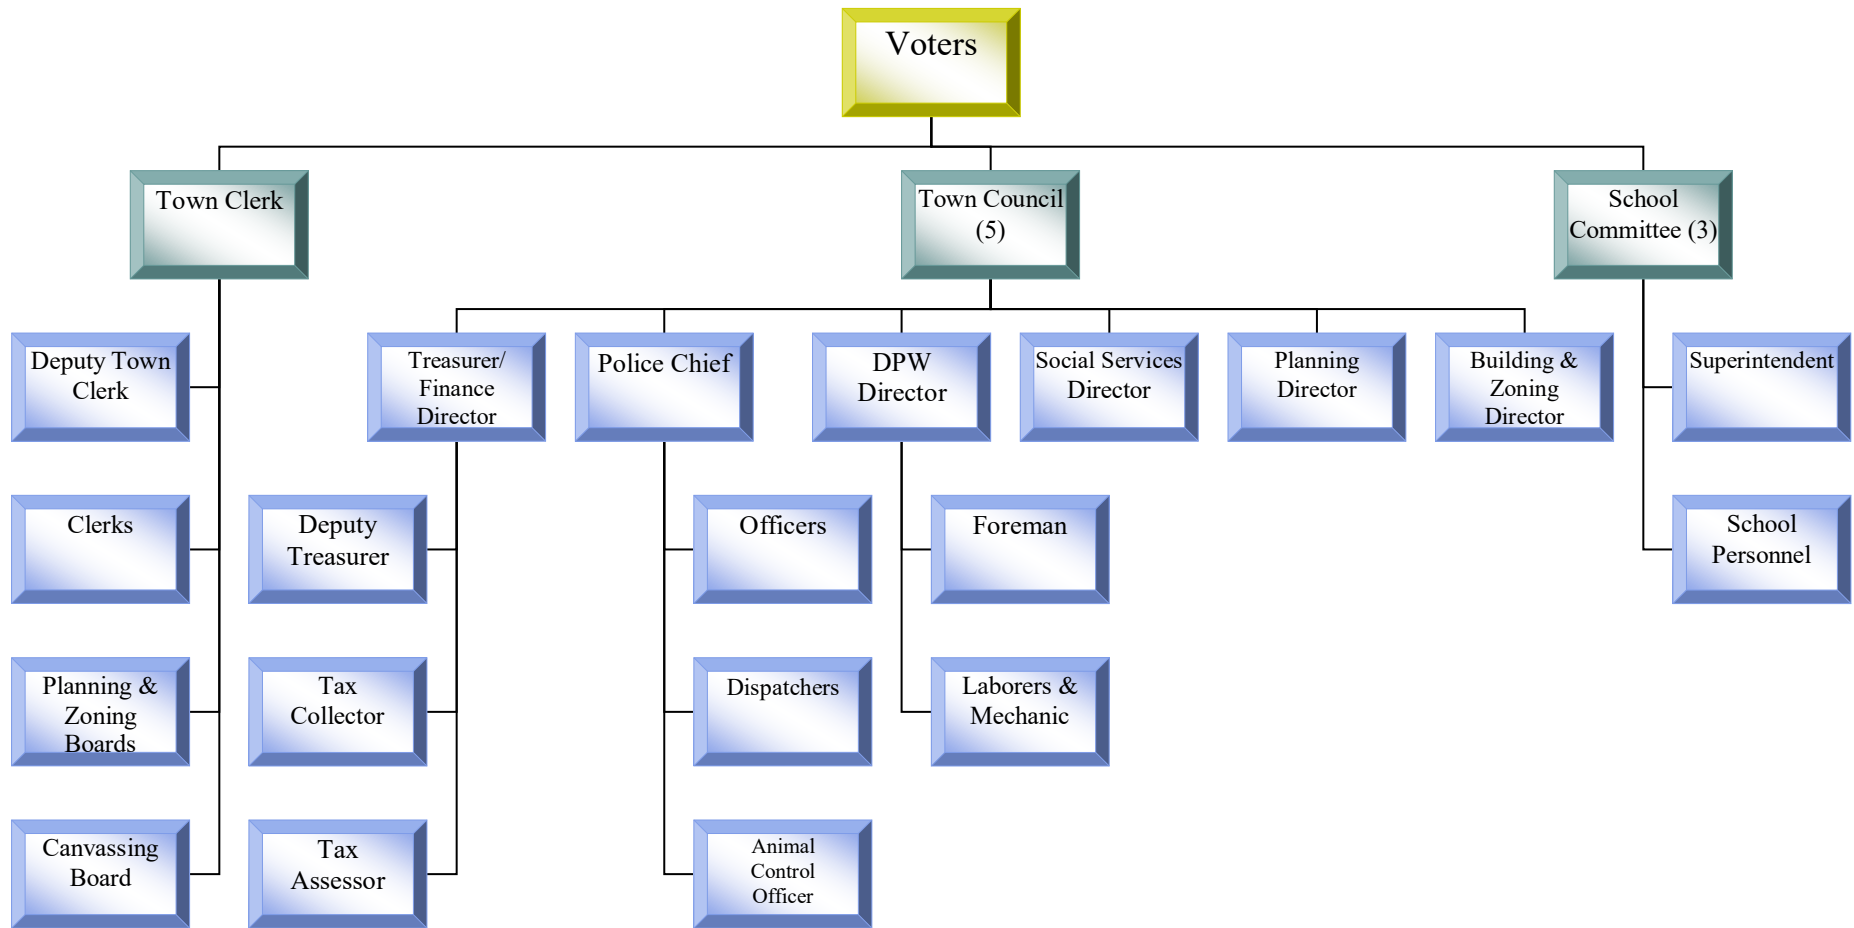 Voters
Town Clerk
Town Council
(5)
School
Committee (3)
Deputy Town
Clerk
Treasurer/
Finance
Director
Police Chief
DPW
Director
Social Services
Director
Planning
Director
Building &
Zoning
Director
Superintendent
Clerks
Deputy
Treasurer
Officers
Foreman
School
Personnel
Planning &
Zoning
Boards
Tax
Collector
Dispatchers
Laborers &
Mechanic
Canvassing
Board
Tax
Assessor
Animal
Control
Officer